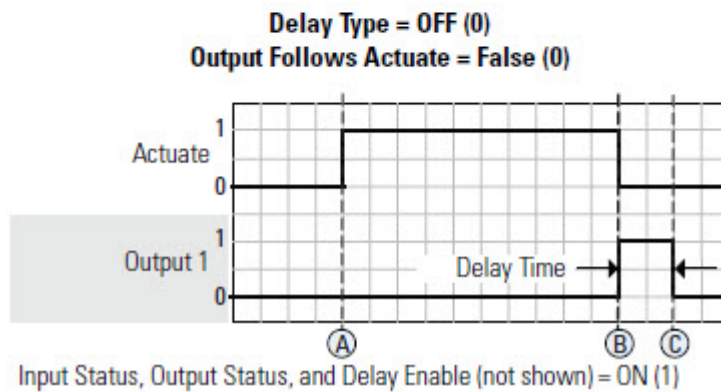 Delay Type = OFF (0)
Output Follows Actuate = False (0)
1
Actuate
0
1
Output 1
Delay Time
0
A B C
Input Status, Output Status, and Delay Enable (not shown) = ON (1)